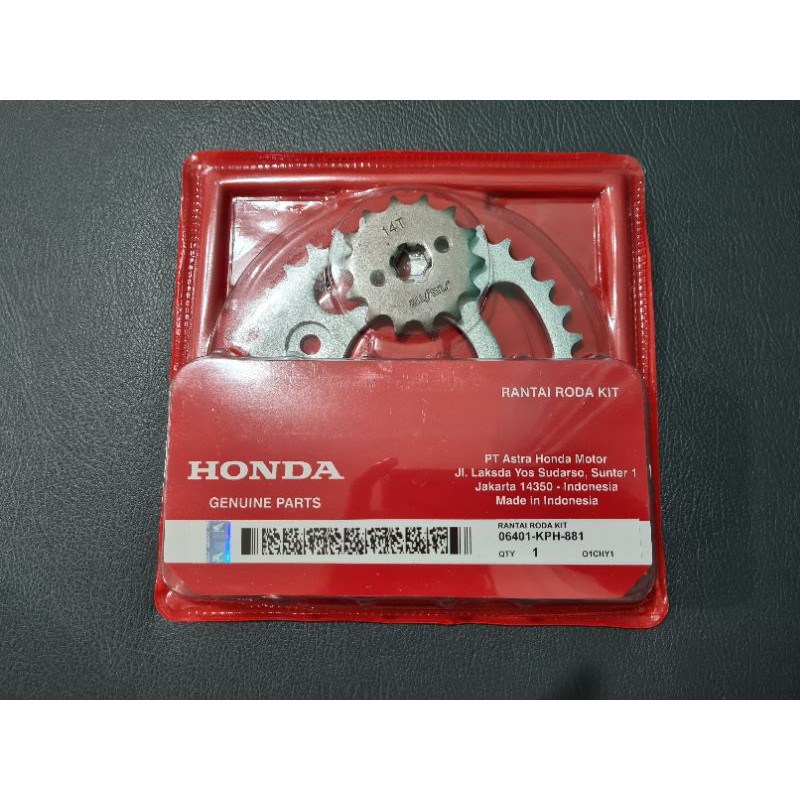 14T
RANTAI RODA KIT
HONDA
GENUINE PARTS
PT Astra Honda Motor
Jl. Laksda Yos Sudarso, Sunter 1
Jakarta 14350 - Indonesia
Made in Indonesia
RANTAI RODA KIT
06401-KPH-881
QTY 1 O1CHY1